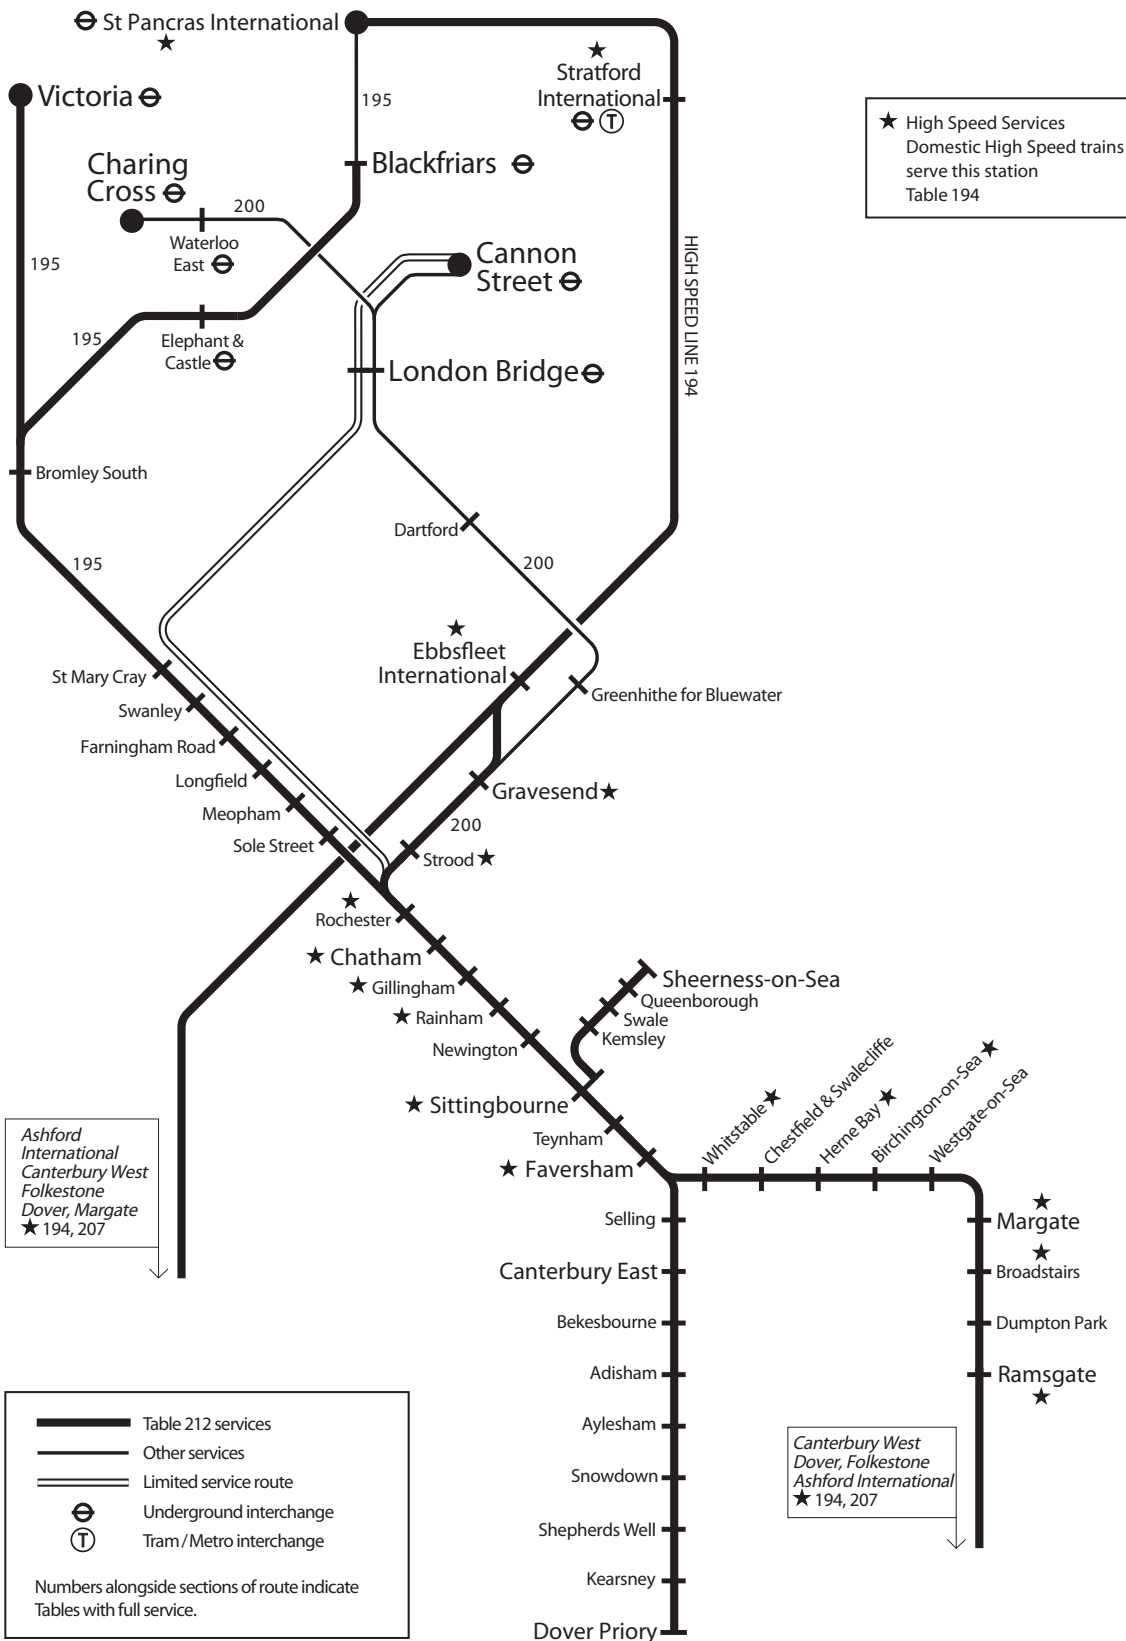 St Pancras International
Victoria
195
Stratford
International
T
★ High Speed Services
Domestic High Speed trains
serve this station
Table 194
Charing
Cross
Blackfriars
200
Waterloo
East
Cannon
Street
195
HIGH SPEED LINE 194
195
Elephant &
Castle
London Bridge
Bromley South
Dartford
195
200
Ebbsfleet
International
St Mary Cray
Greenhithe for Bluewater
Swanley
Farningham Road
Longfield
Gravesend ★
Meopham
200
Sole Street
Strood ★
Rochester
★ Chatham
★ Gillingham
★ Rainham
Newington
Sheerness-on-Sea
Queenborough
Swale
Kemsley
★ Sittingbourne
Teynham
★ Faversham
Whitstable ★
Chestfield & Swalecliffe
Herne Bay ★
Birchington-on-Sea ★
Westgate-on-Sea
Ashford
International
Canterbury West
Folkestone
Dover, Margate
★ 194, 207
Selling
Canterbury East
Bekesbourne
Adisham
Aylesham
Snowdown
Shepherds Well
Kearsney
Dover Priory
Margate
Broadstairs
Dumpton Park
Ramsgate
Canterbury West
Dover, Folkestone
Ashford International
★ 194, 207
Table 212 services
Other services
Limited service route
Underground interchange
T Tram/Metro interchange
Numbers alongside sections of route indicate
Tables with full service.